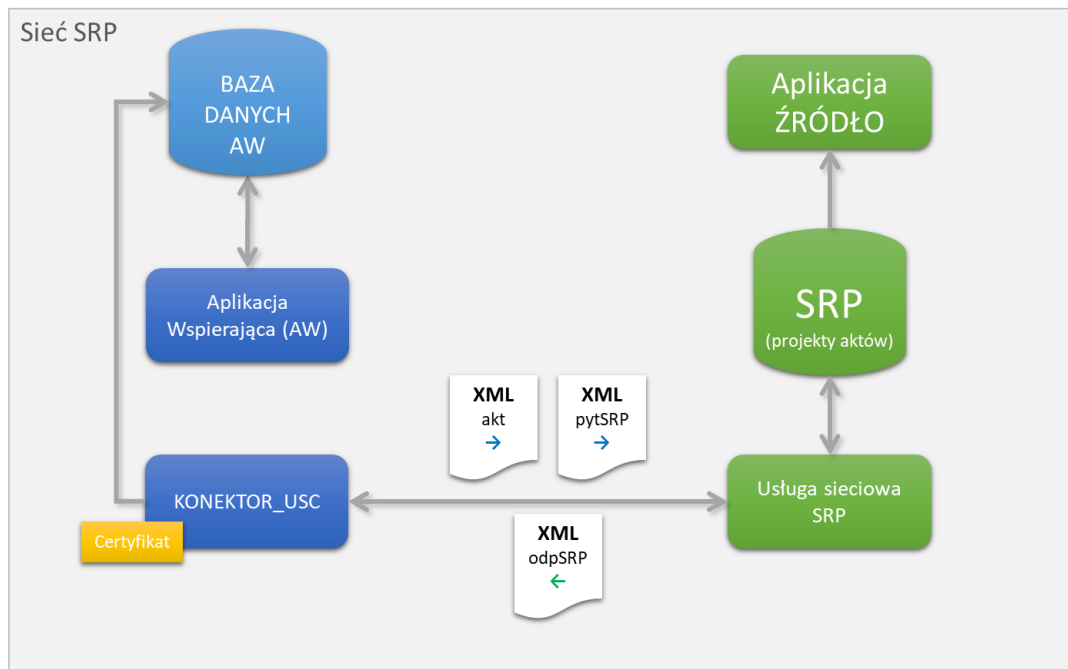 Sieć SRP
BAZA
DANYCH
AW
Aplikacja
ŹRÓDŁO
Aplikacja
Wspierająca (AW)
SRP
(projekty aktów)
XML
akt
→
XML
pytSRP
→
KONEKTOR_USC
Certyfikat
Usługa sieciowa
SRP
XML
odpSRP
←